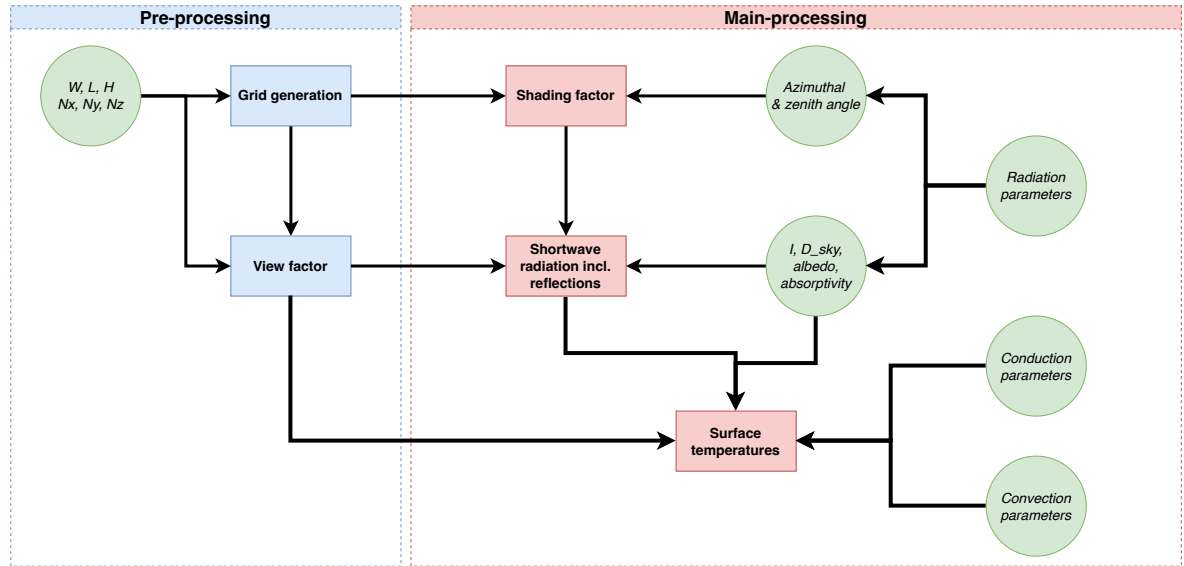 Pre-processing
Main-processing
W, L, H
Nx, Ny, Nz
Grid generation
Shading factor
Azimuthal
& zenith angle
Radiation
parameters
View factor
Shortwave
radiation incl.
reflections
I, D_sky,
albedo,
absorptivity
Conduction
parameters
Surface
temperatures
Convection
parameters